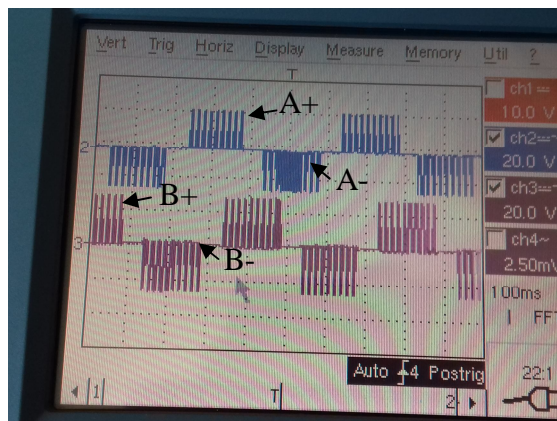 Vert Trig Horiz Display Measure Memory Util ?
T
ch1
10.0 V
A+
ch2
20.0 V
2
A-
B+
ch3
20.0 V
3
ch4~
B-
2.50mV
100ms
FFT
Auto 4 Postrig
22:1
1 T 2